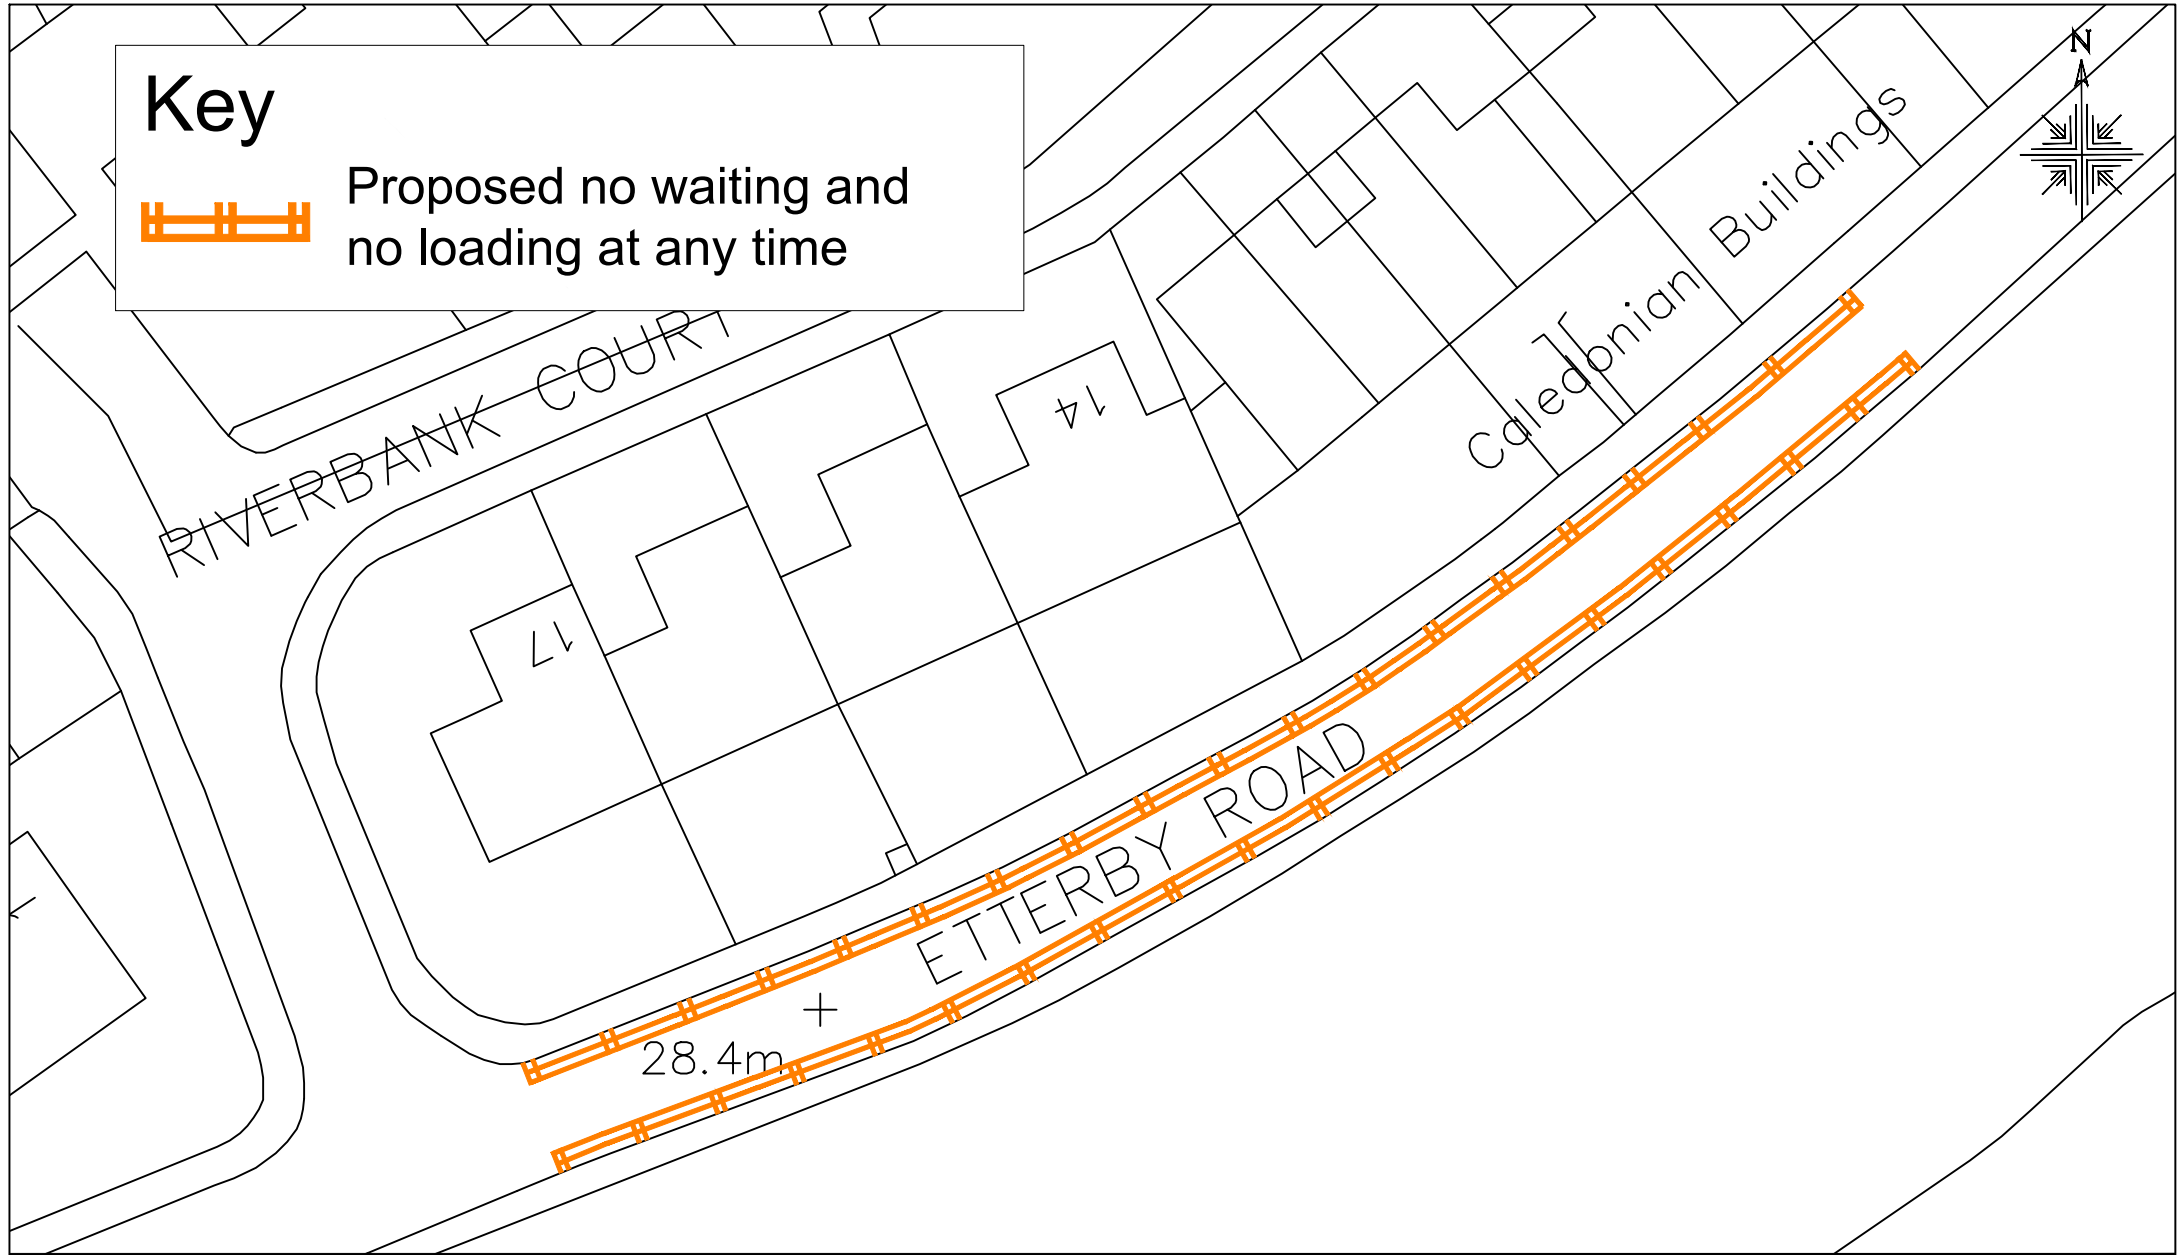 Key
Proposed no waiting and
no loading at any time
N
RIVERBANK COURT
Caledonian Buildings
14
17
ETTERBY ROAD
28.4m